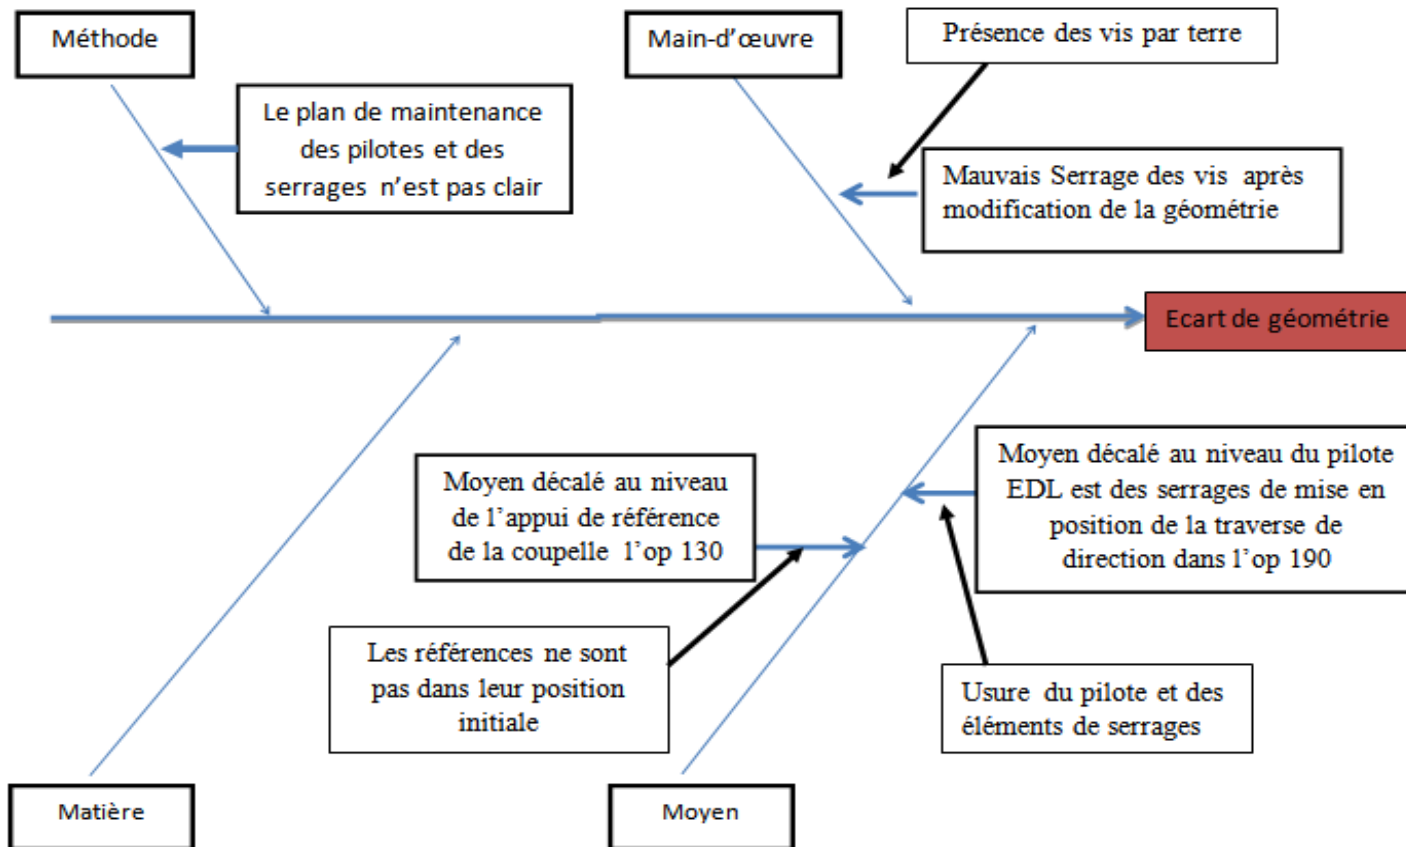 Méthode
Main-d'œuvre
Présence des vis par terre
Le plan de maintenance
des pilotes et des
serrages n'est pas clair
Mauvais Serrage des vis après
modification de la géométrie
Ecart de géométrie
Moyen décalé au niveau
de l'appui de référence
de la coupelle l'op 130
Moyen décalé au niveau du pilote
EDL est des serrages de mise en
position de la traverse de
direction dans l'op 190
Les références ne sont
pas dans leur position
initiale
Usure du pilote et des
éléments de serrages
Matière
Moyen